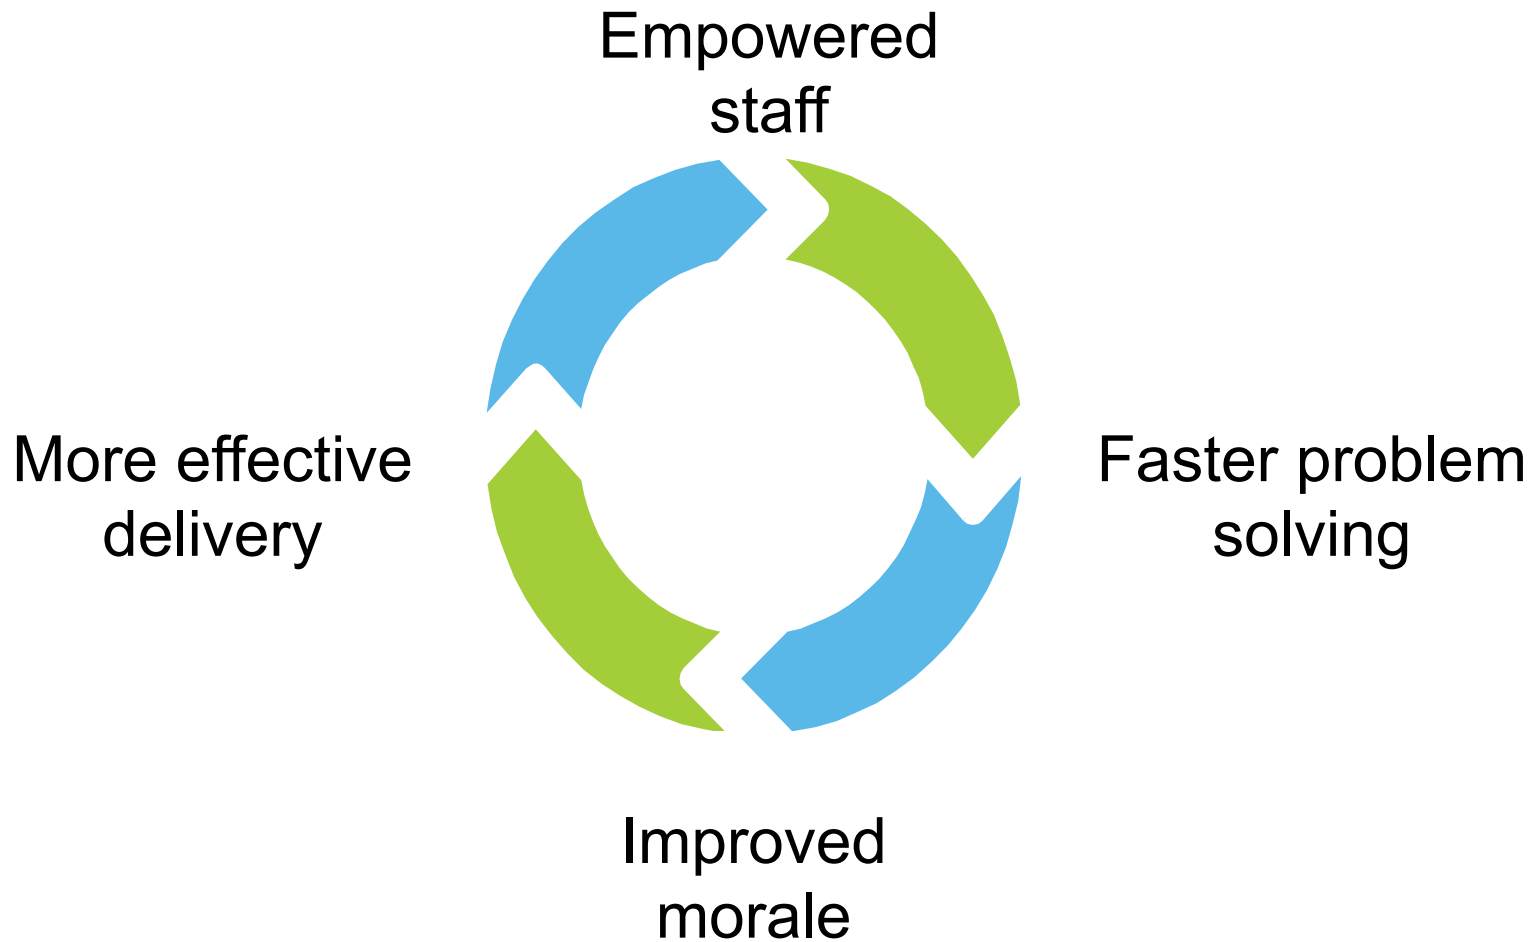 Empowered
staff
More effective
delivery
Faster problem
solving
Improved
morale